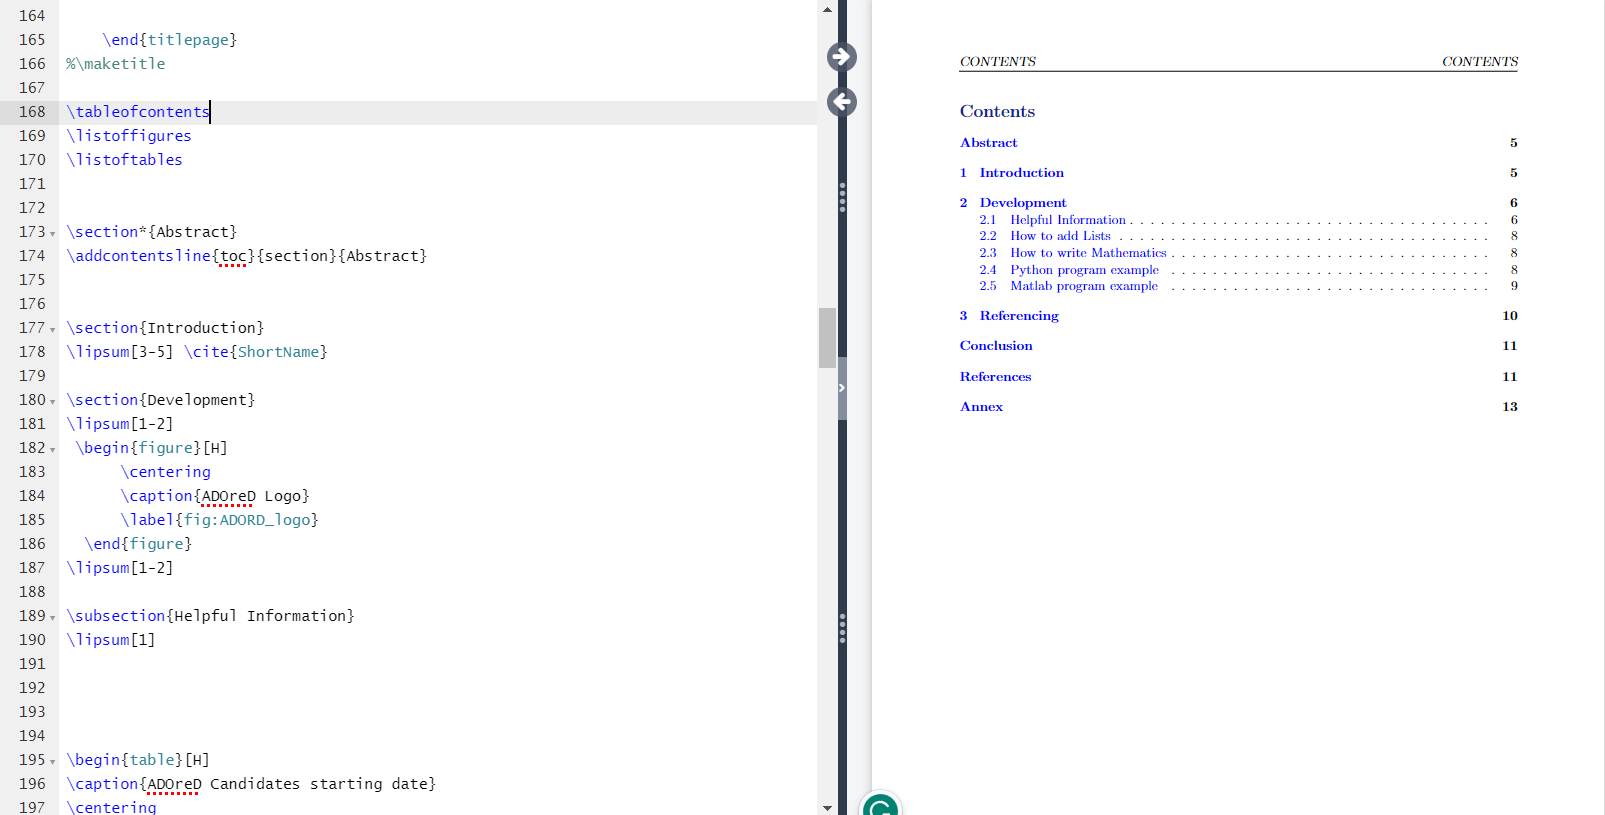 164
165 \end{titlepage}
166 %\maketitle
167
168 \tableofcontents
169 \listoffigures
170 \listoftables
171
172
173 \section*{Abstract}
174 \addcontentsline{toc}{section}{Abstract}
175
176
177 \section{Introduction}
178 \lipsum[3-5] \cite{ShortName}
179
180 \section{Development}
181 \lipsum[1-2]
182 \begin{figure}[H]
183 \centering
184 \caption{ADOreD Logo}
185 \label{fig:ADORD_logo}
186 \end{figure}
187 \lipsum[1-2]
188
189 \subsection{Helpful Information}
190 \lipsum[1]
191
192
193
194
195 \begin{table}[H]
196 \caption{ADOreD Candidates starting date}
197 \centering
CONTENTS CONTENTS
Contents
Abstract 5
1 Introduction 5
2 Development 6
2.1 Helpful Information . . . . . . . . . . . . . . . . . . . . . . . . . . . . . . . . . . 6
2.2 How to add Lists . . . . . . . . . . . . . . . . . . . . . . . . . . . . . . . . . . . 8
2.3 How to write Mathematics . . . . . . . . . . . . . . . . . . . . . . . . . . . . . . 8
2.4 Python program example . . . . . . . . . . . . . . . . . . . . . . . . . . . . . . 8
2.5 Matlab program example . . . . . . . . . . . . . . . . . . . . . . . . . . . . . . 9
3 Referencing 10
Conclusion 11
References 11
Annex 13